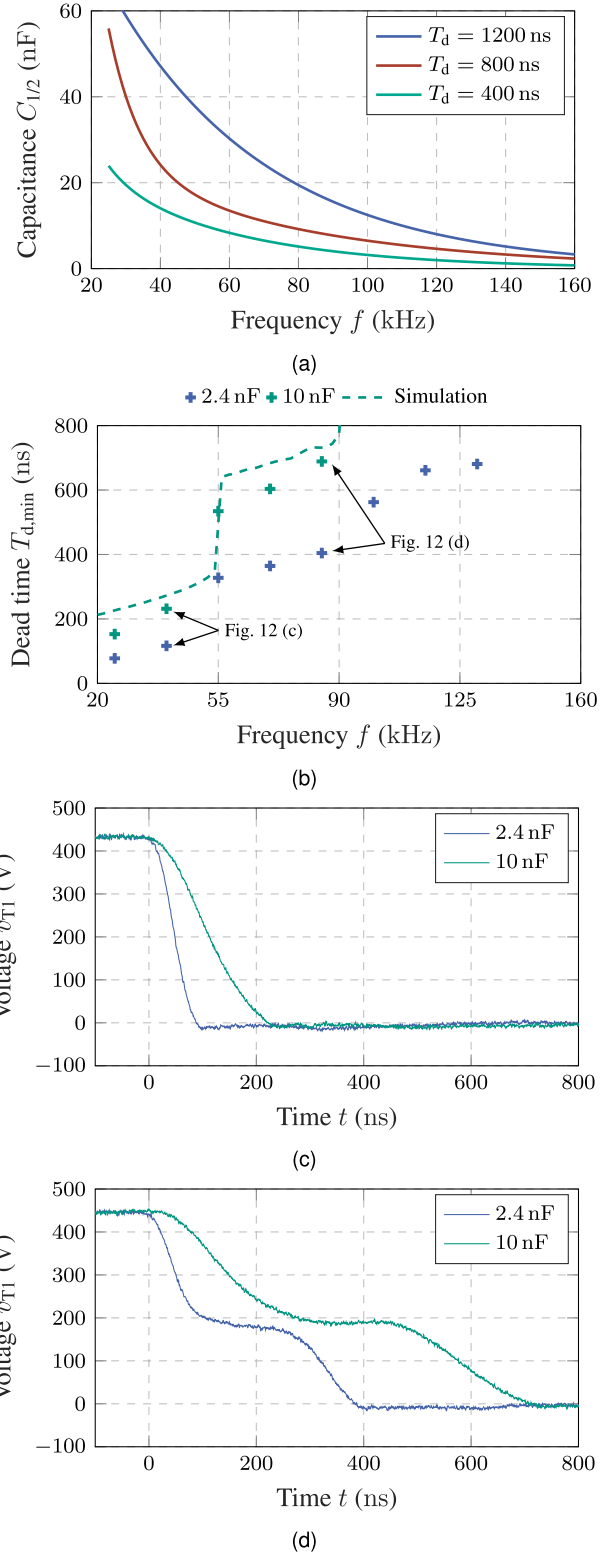 60
40
20
0
Capacitance C1/2 (nF)
Td = 1200 ns
Td = 800 ns
Td = 400 ns
20 40 60 80 100 120 140 160
Frequency f (kHz)
(a)
2.4 nF 10 nF Simulation
800
600
400
200
0
Dead time Td,min (ns)
Fig. 12 (d)
Fig. 12 (c)
20 55 90 125 160
Frequency f (kHz)
(b)
500
400
300
200
100
0
−100
Voltage vT1 (V)
2.4 nF
10 nF
0 200 400 600 800
Time t (ns)
(c)
500
400
300
200
100
0
−100
Voltage vT1 (V)
2.4 nF
10 nF
0 200 400 600 800
Time t (ns)
(d)